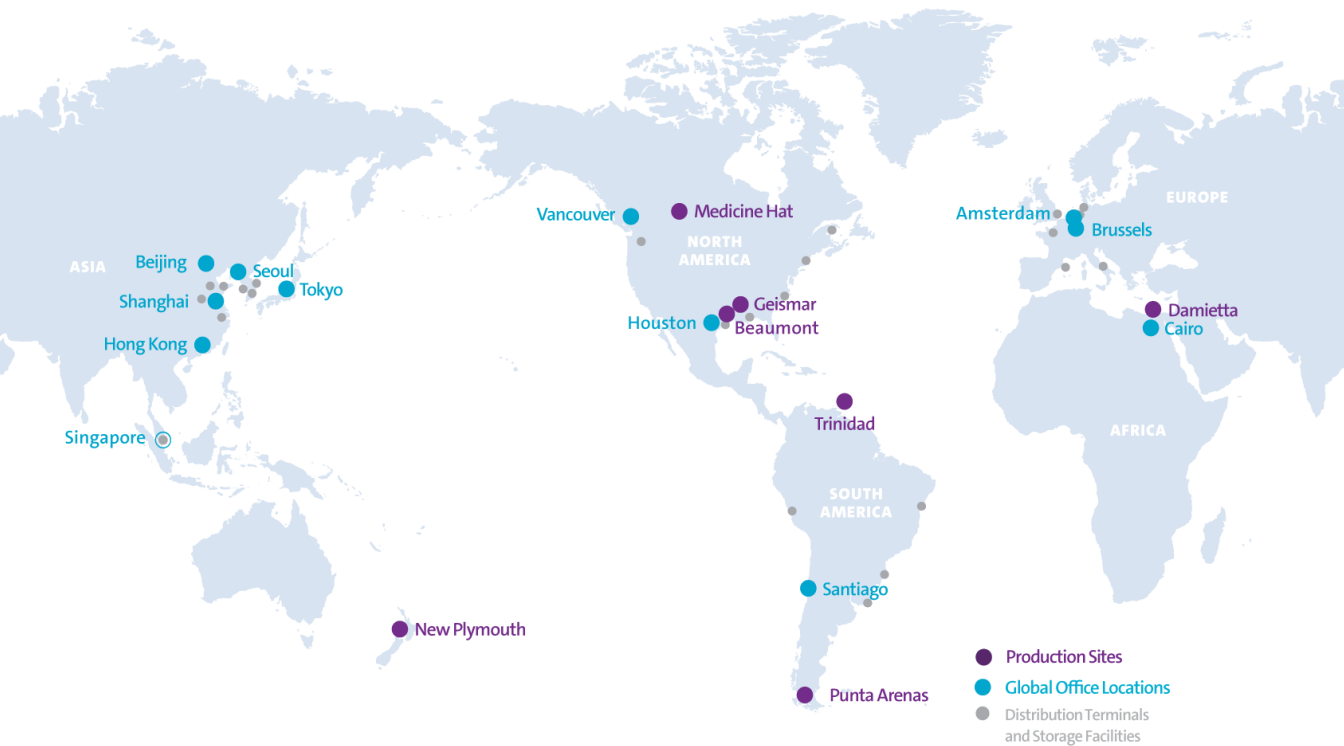 EUROPE
Medicine Hat
Amsterdam
Vancouver
Brussels
NORTH
AMERICA
Beijing
ASIA
Seoul
Tokyo
Shanghai
Geismar
Damietta
Houston
Beaumont
Cairo
Hong Kong
Trinidad
AFRICA
Singapore
SOUTH
AMERICA
Santiago
New Plymouth
Production Sites
Global Office Locations
Punta Arenas
Distribution Terminals
and Storage Facilities